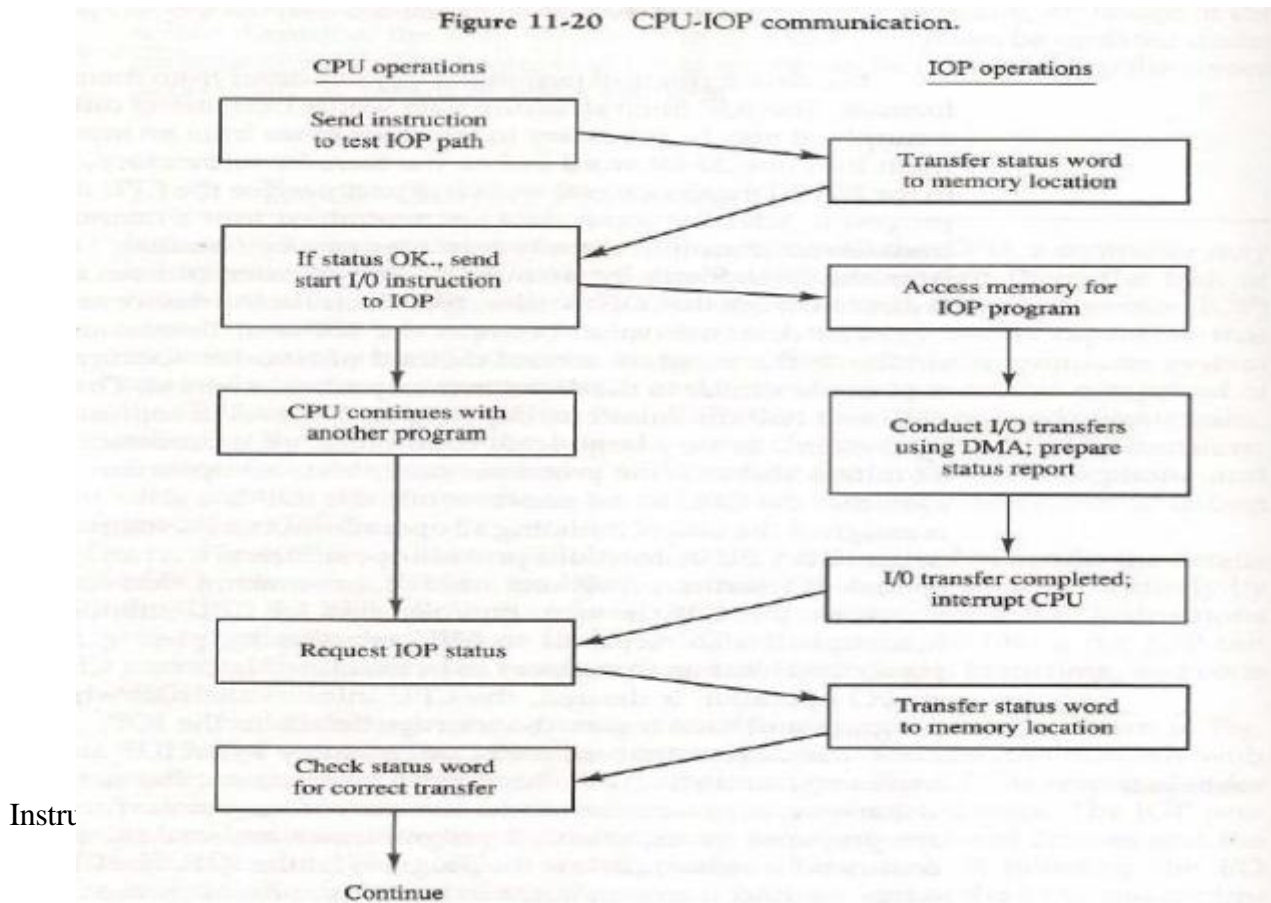 Figure 11-20 CPU-IOP communication.
CPU operations
IOP operations
Send instruction
to test IOP path
Transfer status word
to memory location
If status OK., send
start I/0 instruction
to IOP
Access memory for
IOP program
CPU continues with
another program
Conduct I/O transfers
using DMA; prepare
status report
I/0 transfer completed;
interrupt CPU
Request IOP status
Transfer status word
to memory location
Check status word
for correct transfer
Instru
Continue